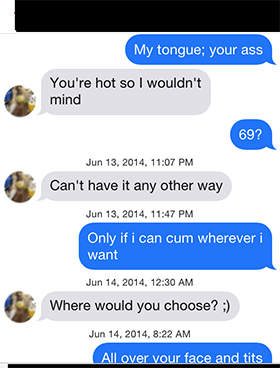 My tongue; your ass
You're hot so I wouldn't
mind
69?
Jun 13, 2014, 11:07 PM
Can't have it any other way
Jun 13, 2014, 11:47 PM
Only if i can cum wherever i
want
Jun 14, 2014, 12:30 AM
Where would you choose? ;)
Jun 14, 2014, 8:22 AM
All over your face and tits